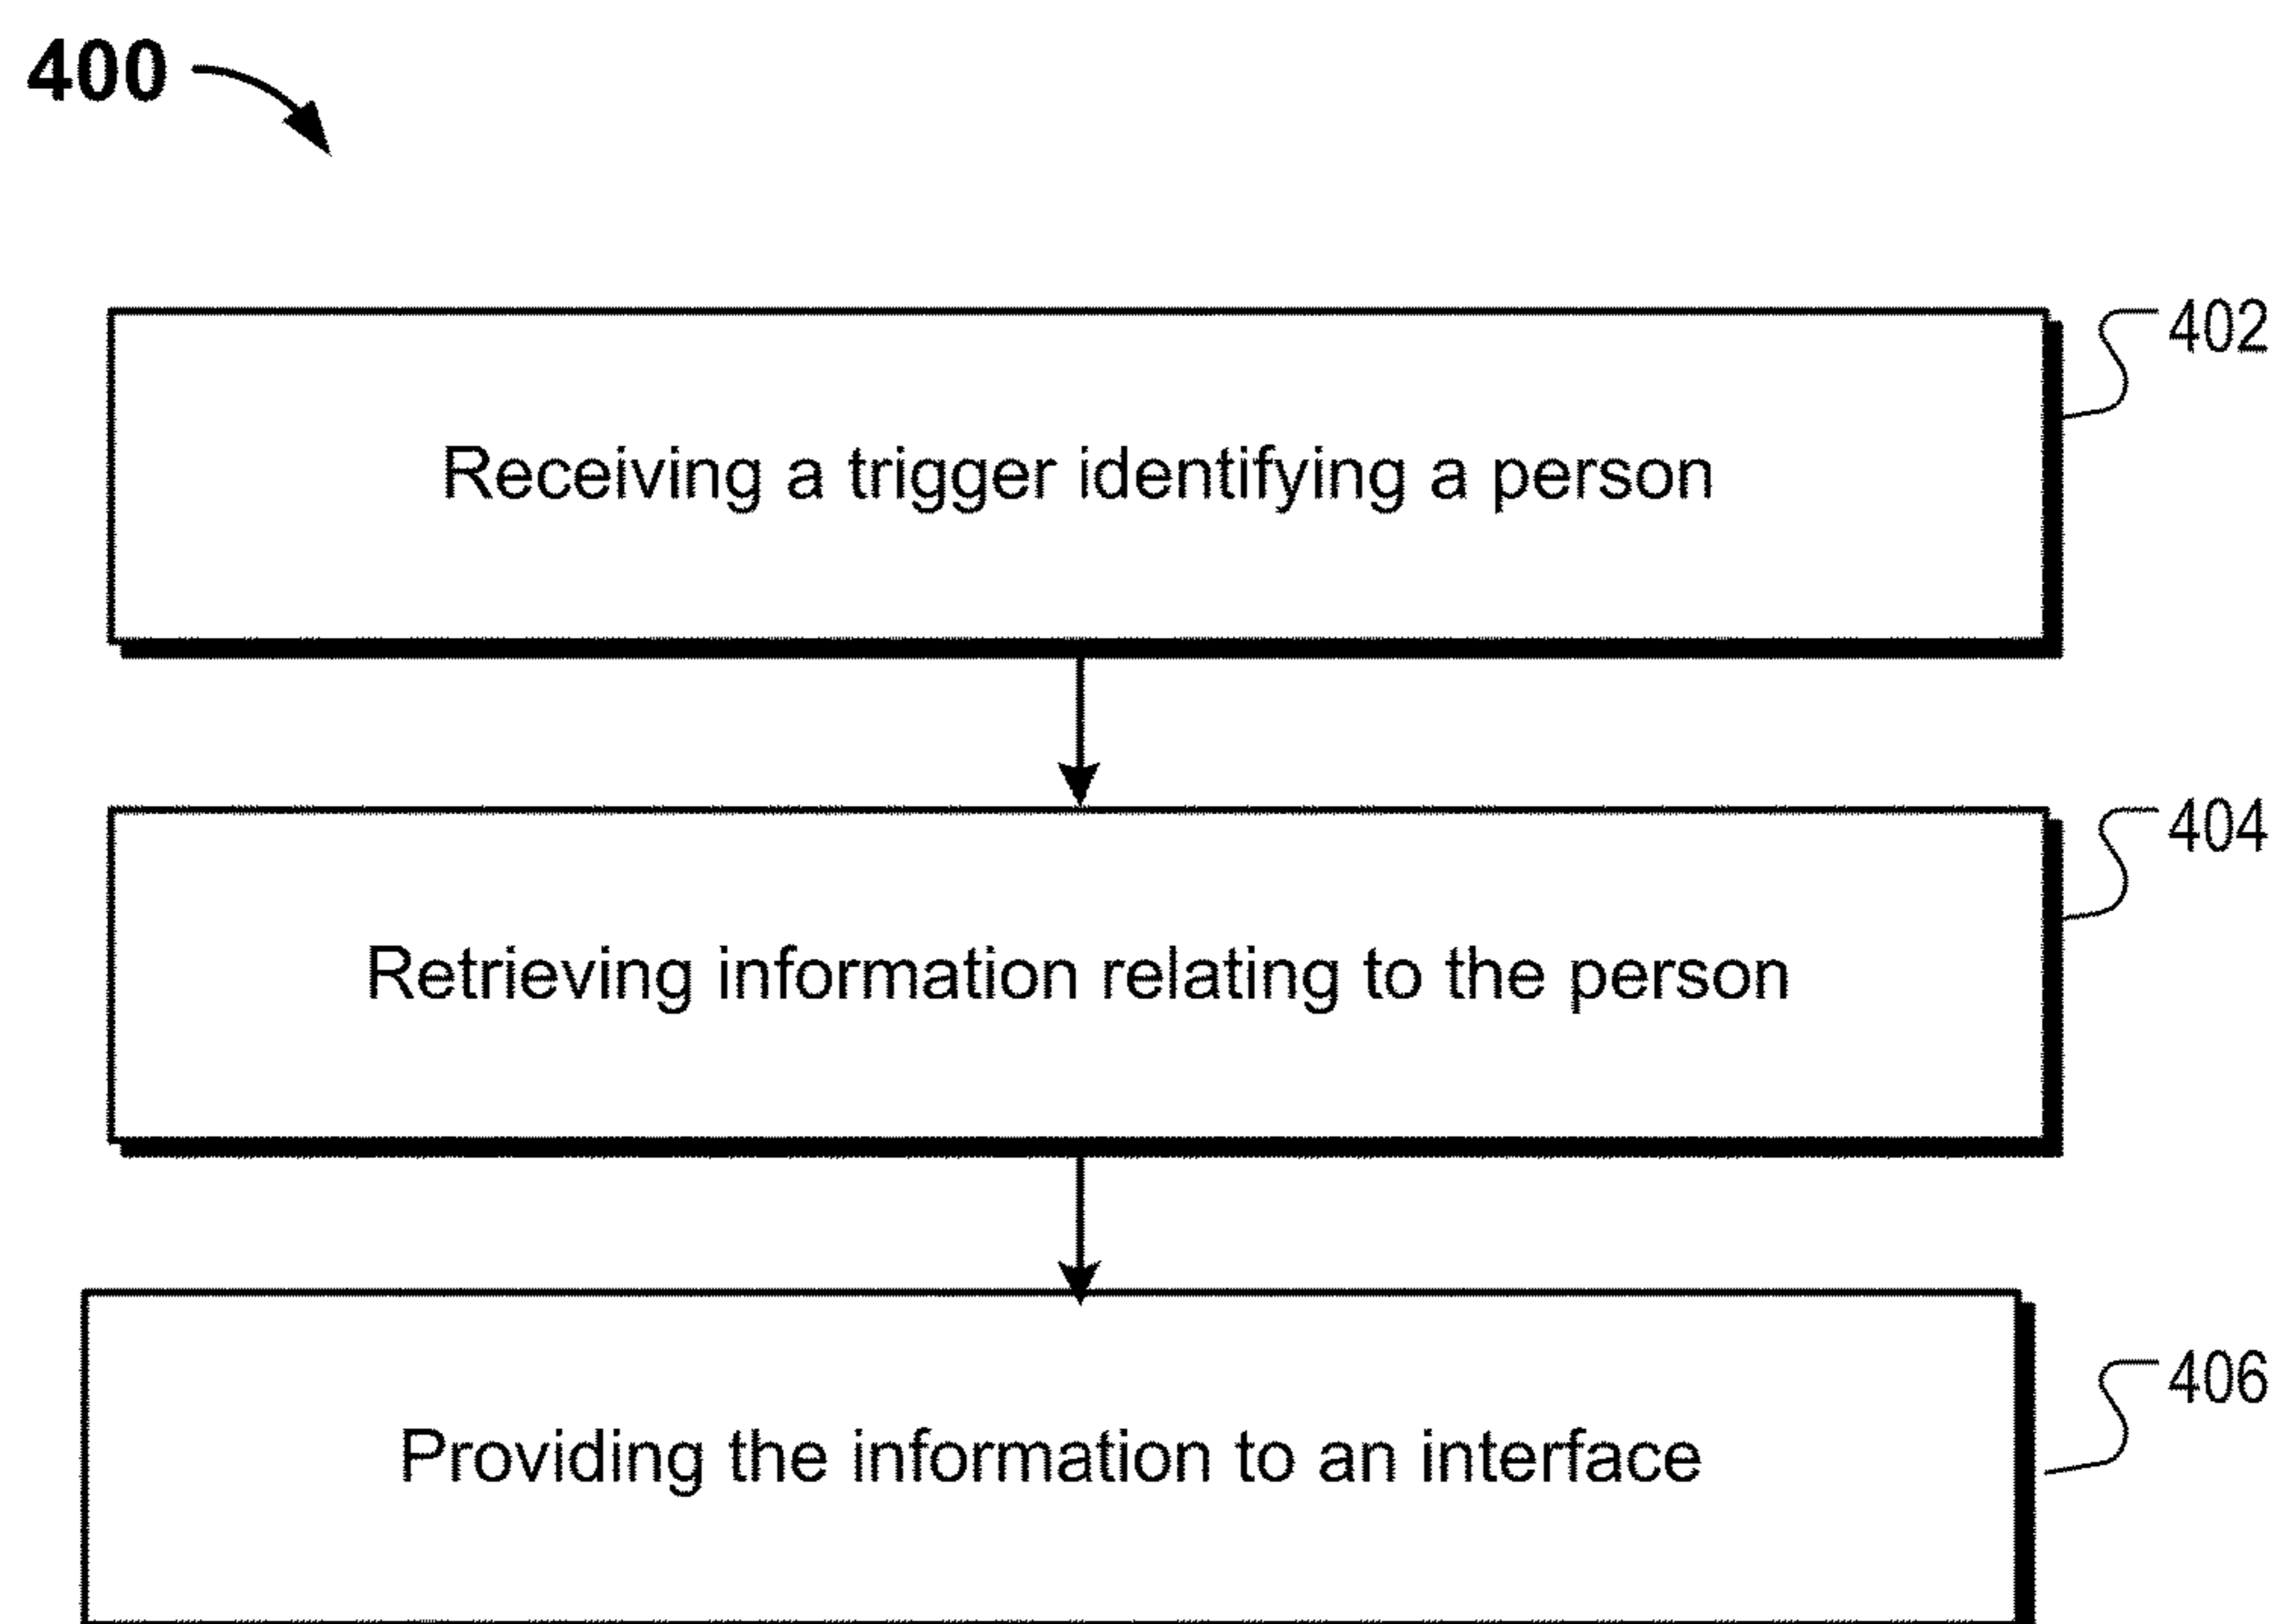 400
402
Receiving a trigger identifying a person
404
Retrieving information relating to the person
406
Providing the information to an interface